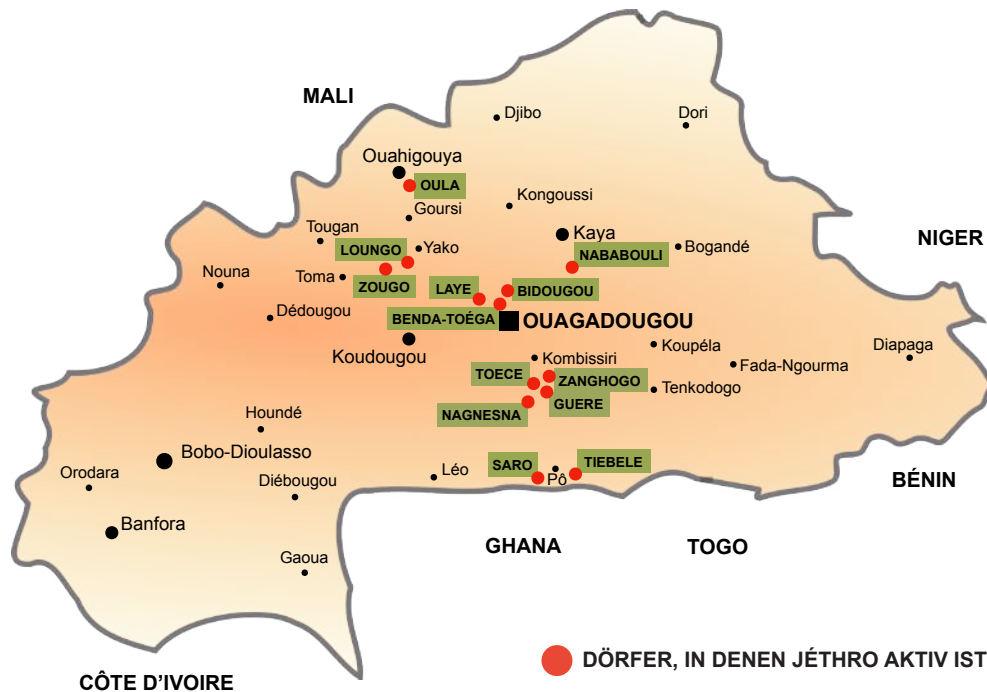 MALI
Djibo
Dori
Ouahigouya
OULA
Kongoussi
Goursi
Tougan
Kaya
NIGER
LOUNGO
Yako
Bogandé
NABABOULI
Nouna
Toma
ZOUGO
LAYE
BIDOUGOU
Dédougou
BENDA-TOÉGA
OUAGADOUGOU
Koudougou
Kombissiri
Koupéla
Diapaga
Fada-Ngourma
TOECE
ZANGHOGO
Tenkodogo
GUERE
NAGNESNA
Houndé
Bobo-Dioulasso
SARO
TIEBELE
Orodara
Léo
Pô
BÉNIN
Diébougou
Banfora
GHANA
TOGO
Gaoua
DÖRFER, IN DENEN JÉTHRO AKTIV IST
CÔTE D'IVOIRE